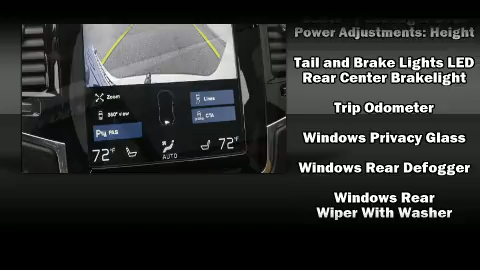 Power Adjustments: Height
Tail and Brake Lights LED
Rear Center Brakelight
Trip Odometer
Windows Privacy Glass
Windows Rear Defogger
Windows Rear
Wiper With Washer
Zoom
Lines
360° view
CTA
72°F
AUTO
72°F